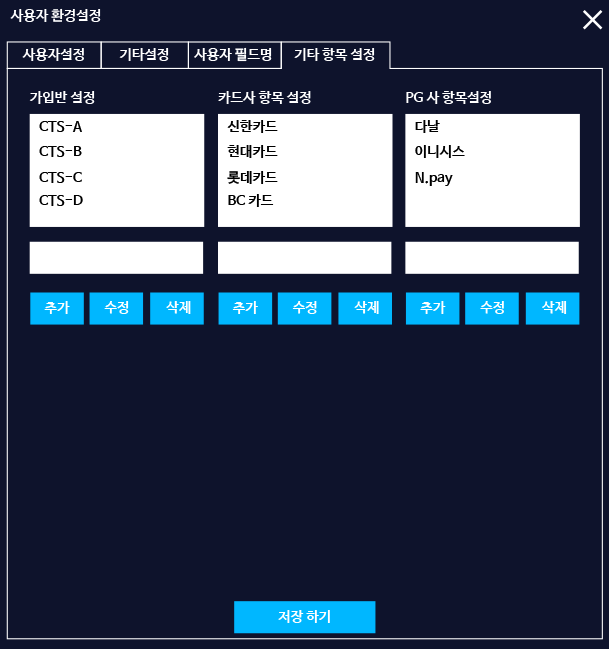 사용자 환경설정
사용자설정 기타설정 사용자 필드명 기타 항목 설정
가입반 설정 카드사 항목 설정 PG 사 항목설정
CTS-A 신한카드 다날
CTS-B 현대카드 이니시스
CTS-C 롯데카드 N.pay
CTS-D BC 카드
추가 수정 삭제 추가 수정 삭제 추가 수정 삭제
저장 하기